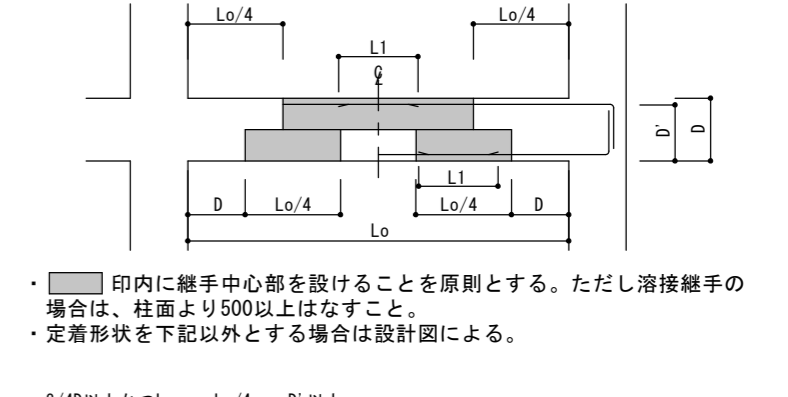 Lo/4 Lo/4
L1
℄
D' D
L1
D Lo/4 Lo/4 D
Lo
・ 印内に継手中心部を設けることを原則とする。ただし溶接継手の
場合は、柱面より500以上はなすこと。
・定着形状を下記以外とする場合は設計図による。